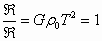 ℜ/ℜ = Gρ₀T² = 1